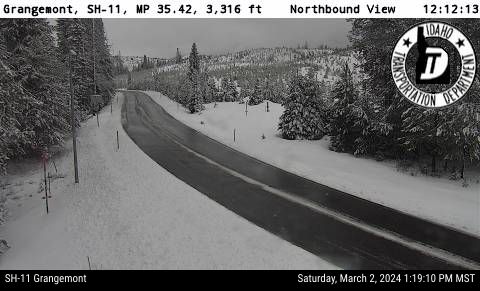 Grangemont, SH-11, MP 35.42, 3,316 ft Northbound View 12:12:13
IDAHO
TRANSPORTATION DEPARTMENT
SH-11 Grangemont Saturday, March 2, 2024 1:19:10 PM MST